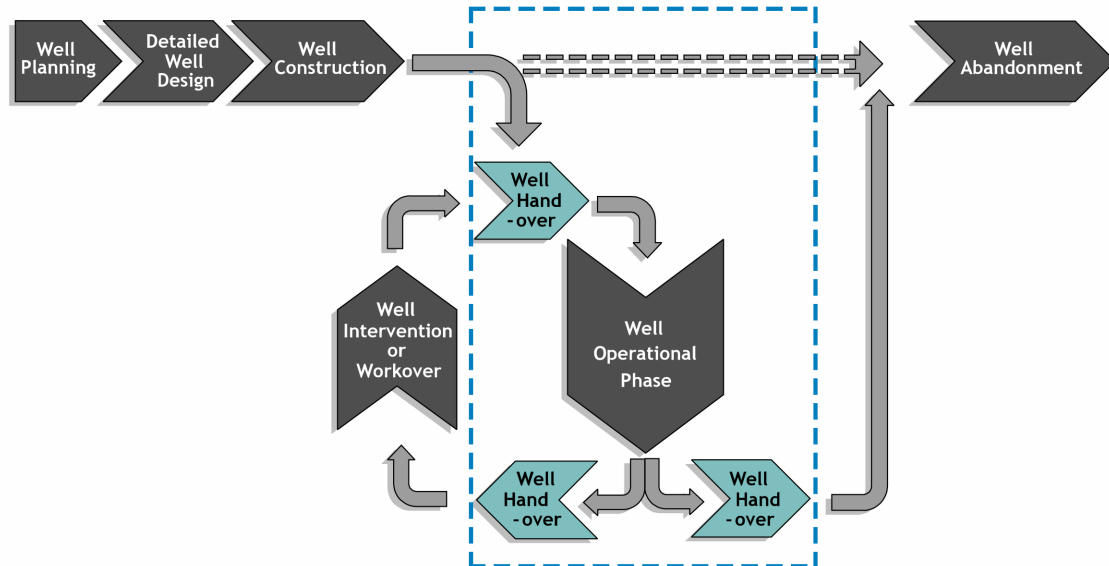 Well
Planning
Detailed
Well
Design
Well
Construction
Well
Abandonment
Well
Hand
-over
Well
Intervention
or
Workover
Well
Operational
Phase
Well
Hand
-over
Well
Hand
-over